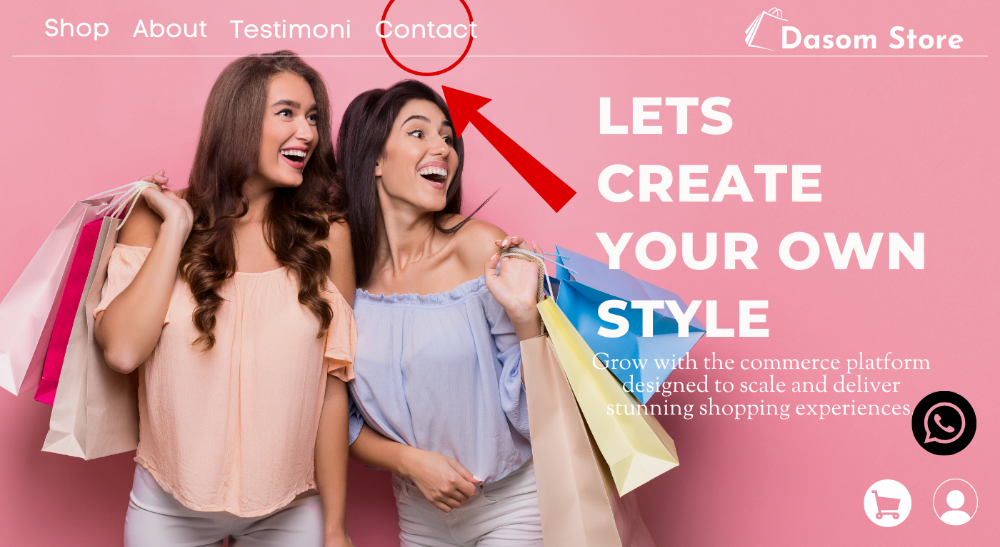 Shop About Testimoni Contact
Dasom Store
LETS
CREATE
YOUR OWN
STYLE
Grow with the commerce platform
designed to scale and deliver
stunning shopping experiences.